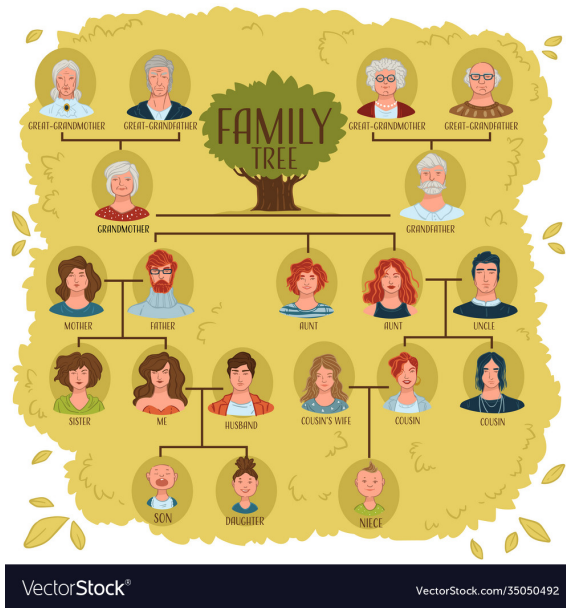 FAMILY
TREE
GREAT-GRANDMOTHER
GREAT-GRANDFATHER
GREAT-GRANDMOTHER
GREAT-GRANDFATHER
GRANDMOTHER
GRANDFATHER
MOTHER
FATHER
AUNT
AUNT
UNCLE
SISTER
ME
HUSBAND
COUSIN'S WIFE
COUSIN
COUSIN
SON
DAUGHTER
NIECE
VectorStock®
VectorStock.com/35050492